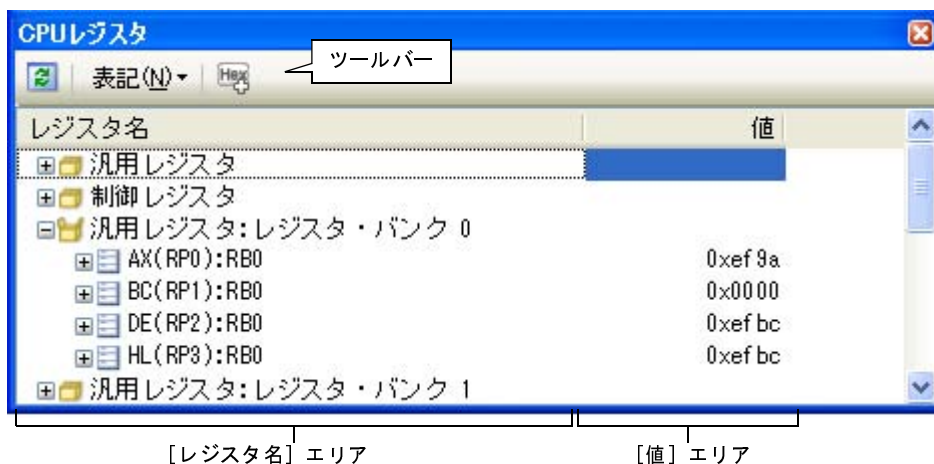 CPUレジスタ
表記(N)
Hex
ツールバー
レジスタ名 値
汎用レジスタ
制御レジスタ
汎用レジスタ:レジスタ・バンク 0
AX(RP0):RB0 0xef9a
BC(RP1):RB0 0x0000
DE(RP2):RB0 0xefbc
HL(RP3):RB0 0xefbc
汎用レジスタ:レジスタ・バンク 1
[レジスタ名] エリア [値] エリア